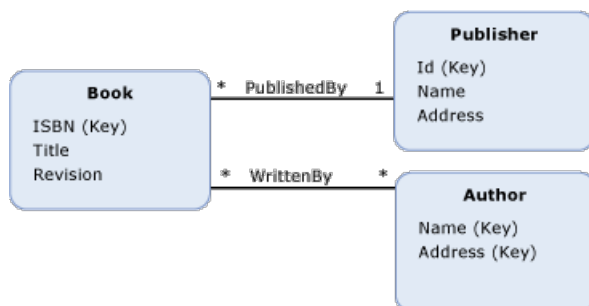 Book
ISBN (Key)
Title
Revision
* PublishedBy 1
Publisher
Id (Key)
Name
Address
* WrittenBy *
Author
Name (Key)
Address (Key)